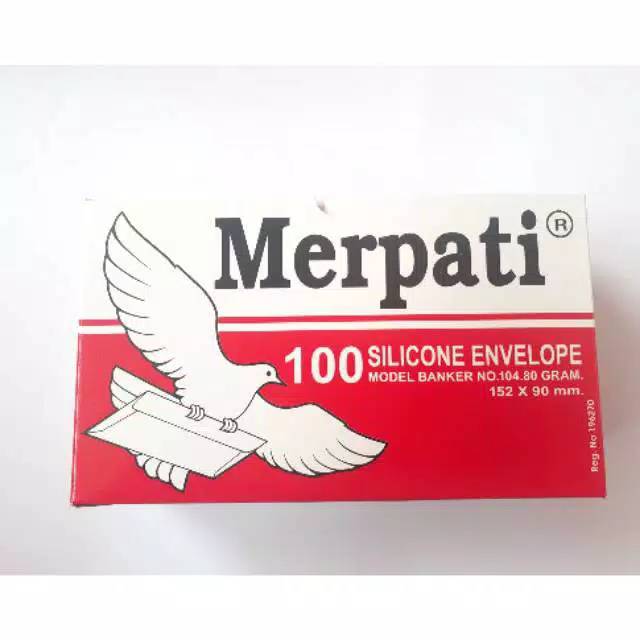 Merpati®
100 SILICONE ENVELOPE
MODEL BANKER NO.104.80 GRAM.
152 X 90 mm.
Reg. No 196270